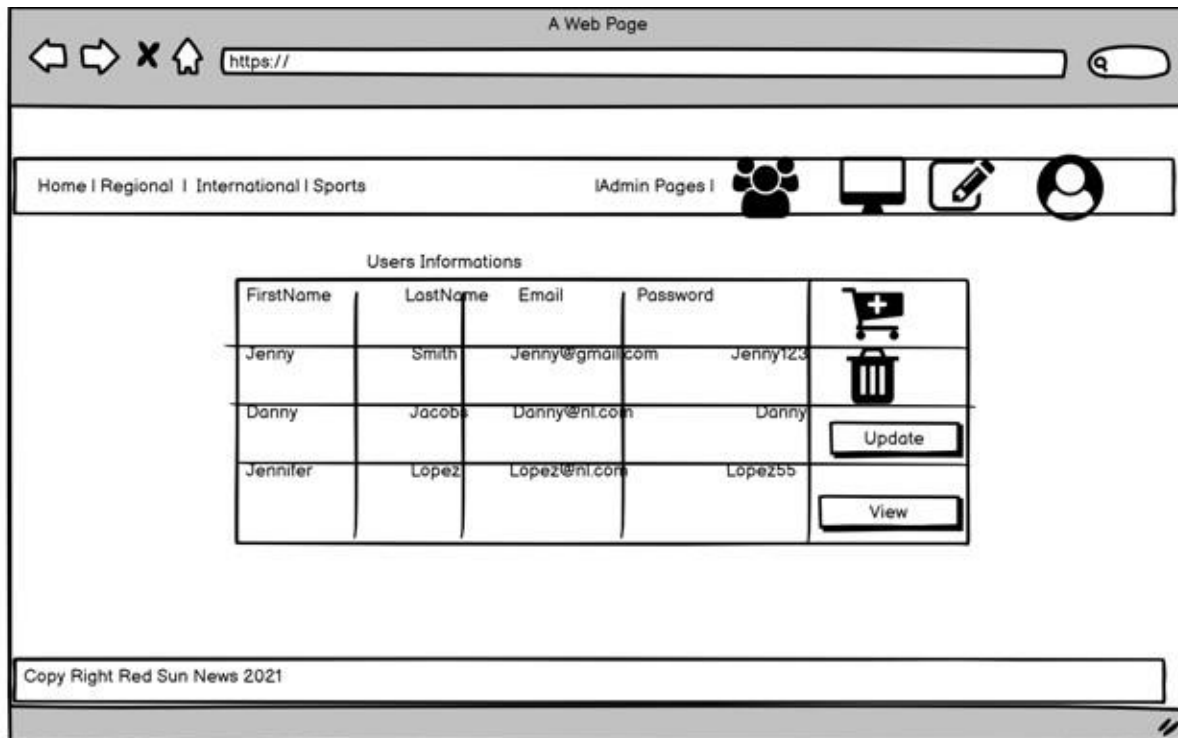 A Web Page
https://
Home I Regional I International I Sports IAdmin Pages I
Users Informations
FirstName LastName Email Password
Jenny Smith Jenny@gmail.com Jenny123
Danny Jacobs Danny@nl.com Danny
Update
Jennifer Lopez Lopez@nl.com Lopez55
View
Copy Right Red Sun News 2021